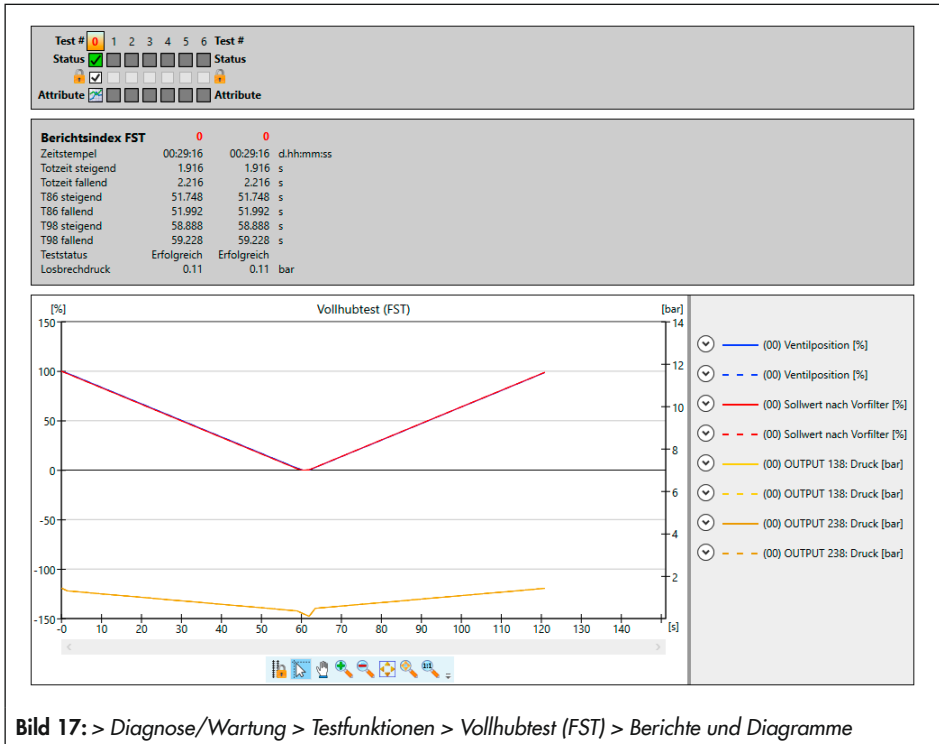 Test # 0 1 2 3 4 5 6 Test #
Status Status
Attribute Attribute
Berichtsindex FST 0 0
Zeitstempel 00:29:16 00:29:16 d.hh:mm:ss
Totzeit steigend 1.916 1.916 s
Totzeit fallend 2.216 2.216 s
T86 steigend 51.748 51.748 s
T86 fallend 51.992 51.992 s
T98 steigend 58.888 58.888 s
T98 fallend 59.228 59.228 s
Teststatus Erfolgreich Erfolgreich
Losbrechdruck 0.11 0.11 bar
[%] Vollhubtest (FST) [bar]
150 14
12
100
10
50
8
0
6
-50
4
-100
2
-150
-0 10 20 30 40 50 60 70 80 90 100 110 120 130 140 [s]
(00) Ventilposition [%]
(00) Ventilposition [%]
(00) Sollwert nach Vorfilter [%]
(00) Sollwert nach Vorfilter [%]
(00) OUTPUT 138: Druck [bar]
(00) OUTPUT 138: Druck [bar]
(00) OUTPUT 238: Druck [bar]
(00) OUTPUT 238: Druck [bar]
1:1
Bild 17: > Diagnose/Wartung > Testfunktionen > Vollhubtest (FST) > Berichte und Diagramme